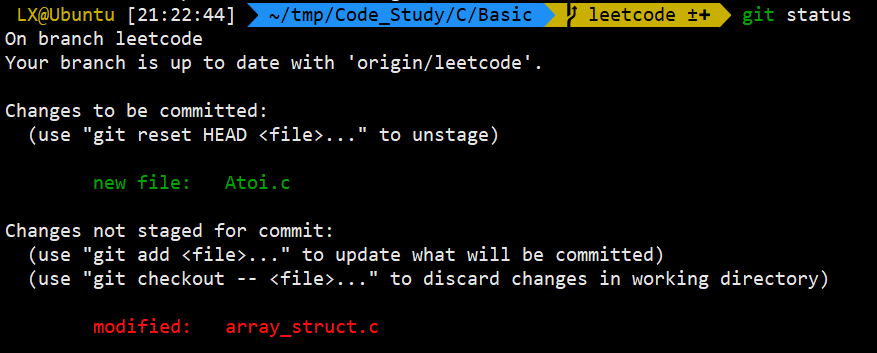 LX@Ubuntu [21:22:44] ~/tmp/Code_Study/C/Basic leetcode ±+ git status
On branch leetcode
Your branch is up to date with 'origin/leetcode'.
Changes to be committed:
(use "git reset HEAD <file>..." to unstage)
new file: Atoi.c
Changes not staged for commit:
(use "git add <file>..." to update what will be committed)
(use "git checkout -- <file>..." to discard changes in working directory)
modified: array_struct.c